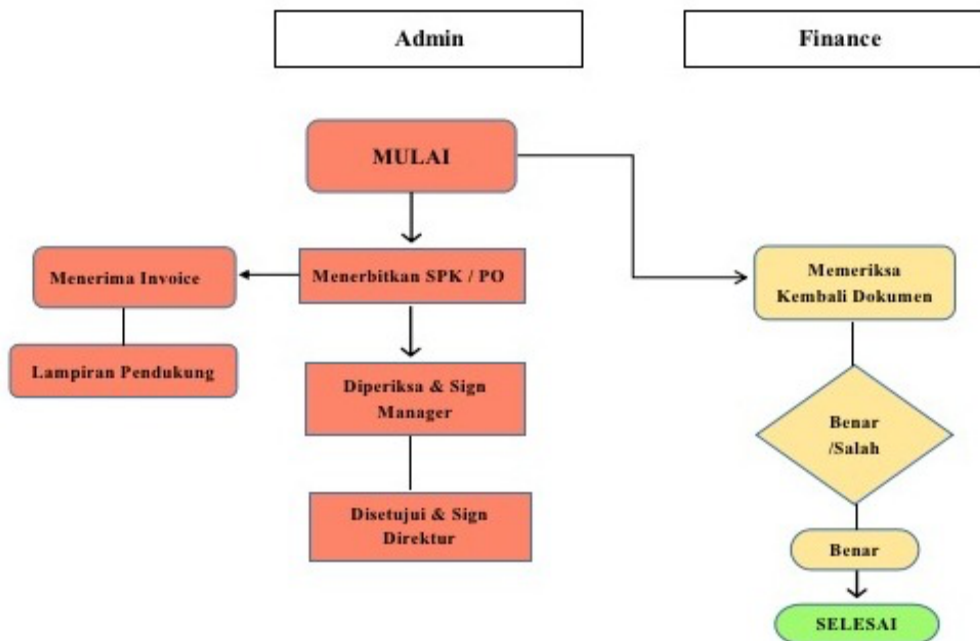 Admin
Finance
MULAI
Menerima Invoice
Menerbitkan SPK / PO
Memeriksa
Kembali Dokumen
Lampiran Pendukung
Diperiksa & Sign
Manager
Benar
/Salah
Disetujui & Sign
Direktur
Benar
SELESAI